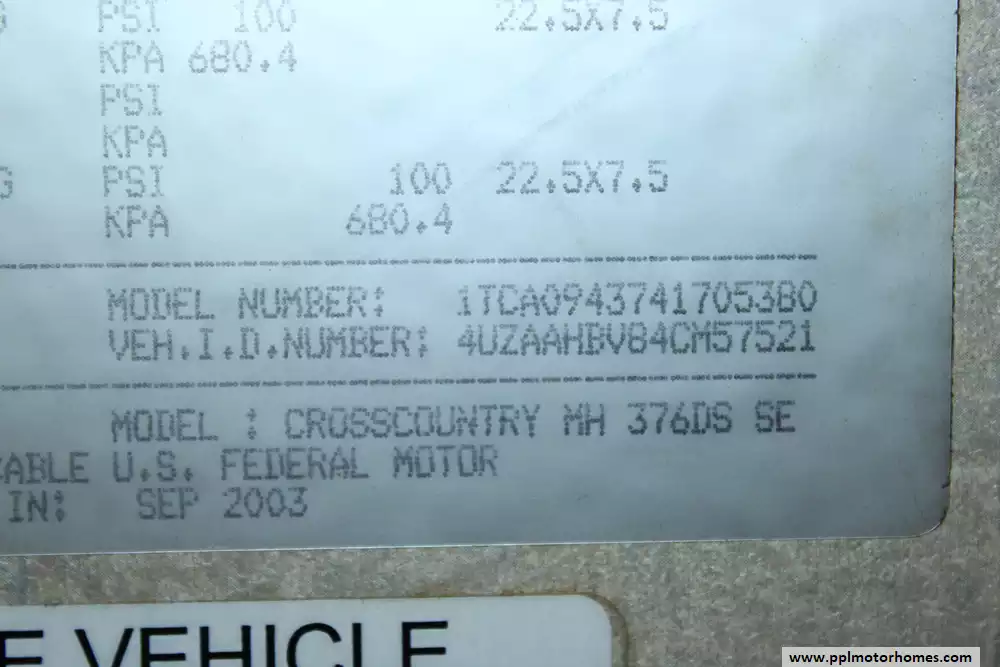 G PSI 100 22.5X7.5
KPA 680.4
PSI
KPA
G PSI 100 22.5X7.5
KPA 680.4
MODEL NUMBER: 1TCA0943741705380
VEH.I.D.NUMBER: 4UZAAHBV84CM57521
MODEL : CROSSCOUNTRY MH 376DS SE
CABLE U.S. FEDERAL MOTOR
IN: SEP 2003
E VEHICLE
www.pplmotorhomes.com